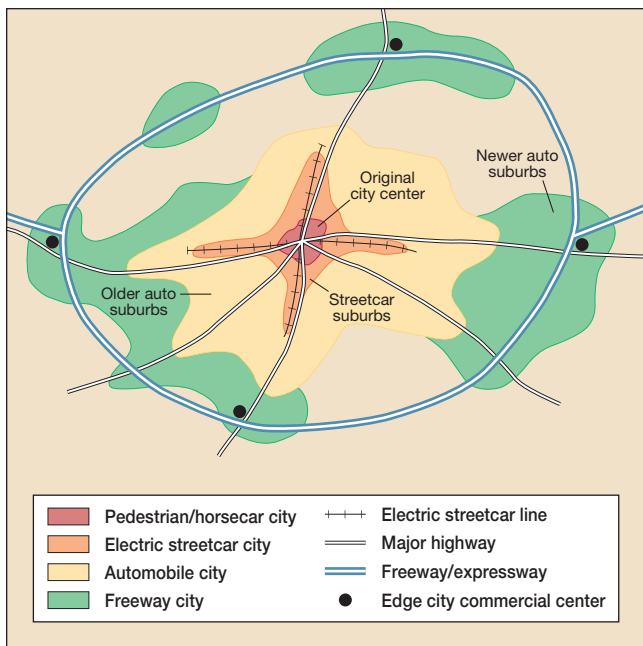 Original
city center
Newer auto
suburbs
Older auto
suburbs
Streetcar
suburbs
Pedestrian/horsecar city
Electric streetcar city
Automobile city
Freeway city
Electric streetcar line
Major highway
Freeway/expressway
Edge city commercial center